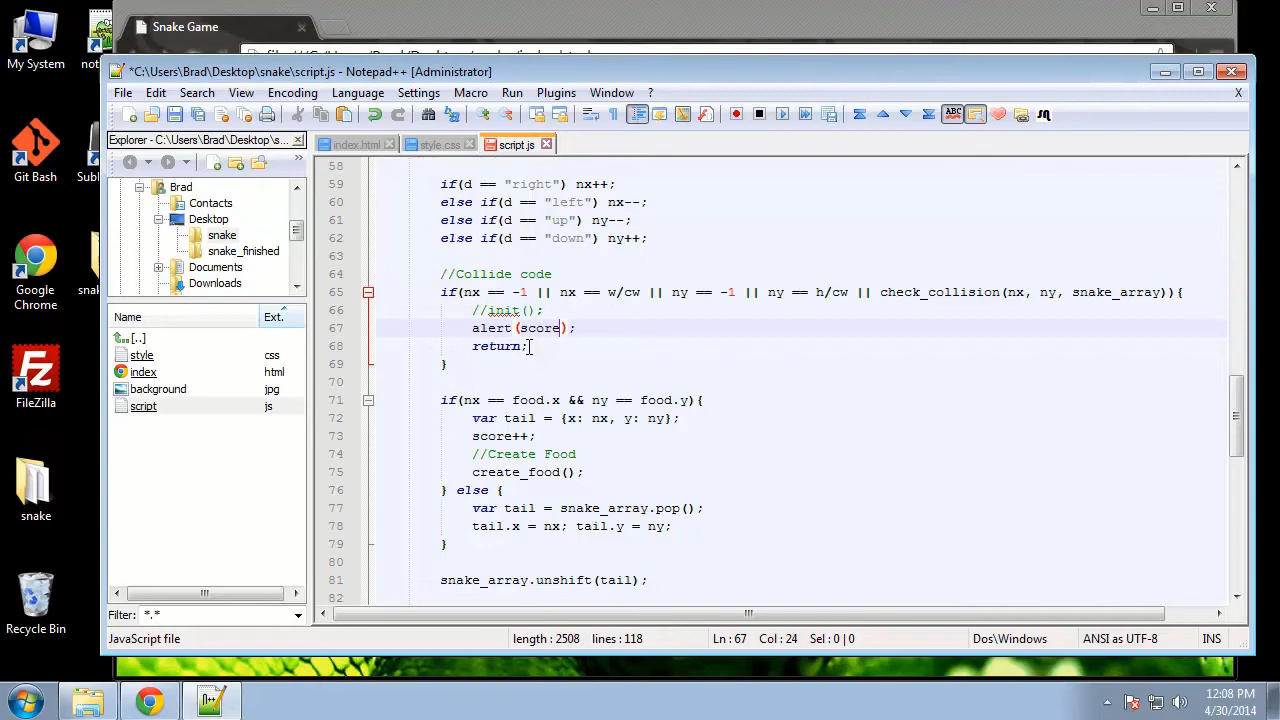 My System
Git Bash
Google
Chrome
FileZilla
snake
Recycle Bin
Snake Game
*C:\Users\Brad\Desktop\snake\script.js - Notepad++ [Administrator]
File Edit Search View Encoding Language Settings Macro Run Plugins Window ? X
Explorer - C:\Users\Brad\Desktop\s...
index.html style.css script.js
Brad
Contacts
Desktop
snake
snake_finished
Documents
Downloads
Name Ext.
[..]
style css
index html
background jpg
script js
Filter: *.*
58
59 if(d == "right") nx++;
60 else if(d == "left") nx--;
61 else if(d == "up") ny--;
62 else if(d == "down") ny++;
63
64 //Collide code
65 if(nx == -1 || nx == w/cw || ny == -1 || ny == h/cw || check_collision(nx, ny, snake_array)){
66 //init();
67 alert(score);
68 return;
69 }
70
71 if(nx == food.x && ny == food.y){
72 var tail = {x: nx, y: ny};
73 score++;
74 //Create Food
75 create_food();
76 } else {
77 var tail = snake_array.pop();
78 tail.x = nx; tail.y = ny;
79 }
80
81 snake_array.unshift(tail);
82
JavaScript file length : 2508 lines : 118 Ln : 67 Col : 24 Sel : 0 | 0 Dos\Windows ANSI as UTF-8 INS
12:08 PM
4/30/2014